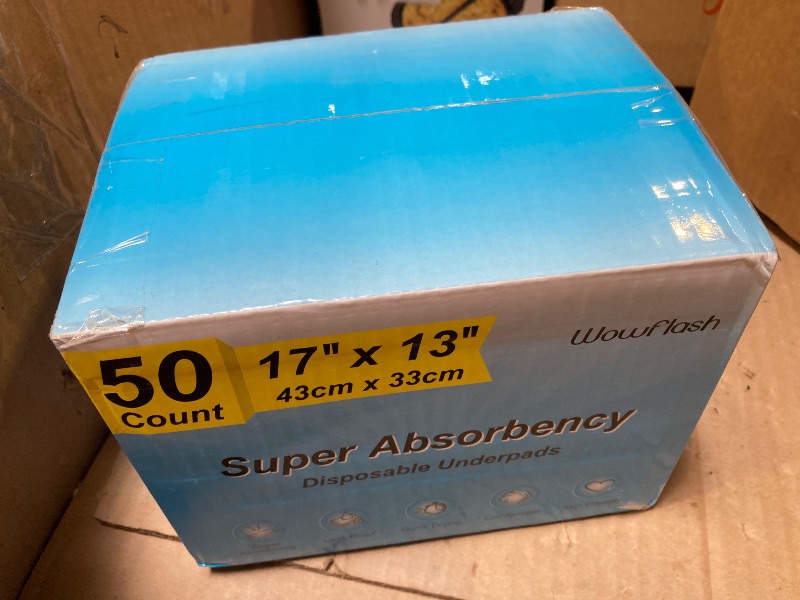 Wowflash
50
Count
17" x 13"
43cm x 33cm
Super Absorbency
Disposable Underpads